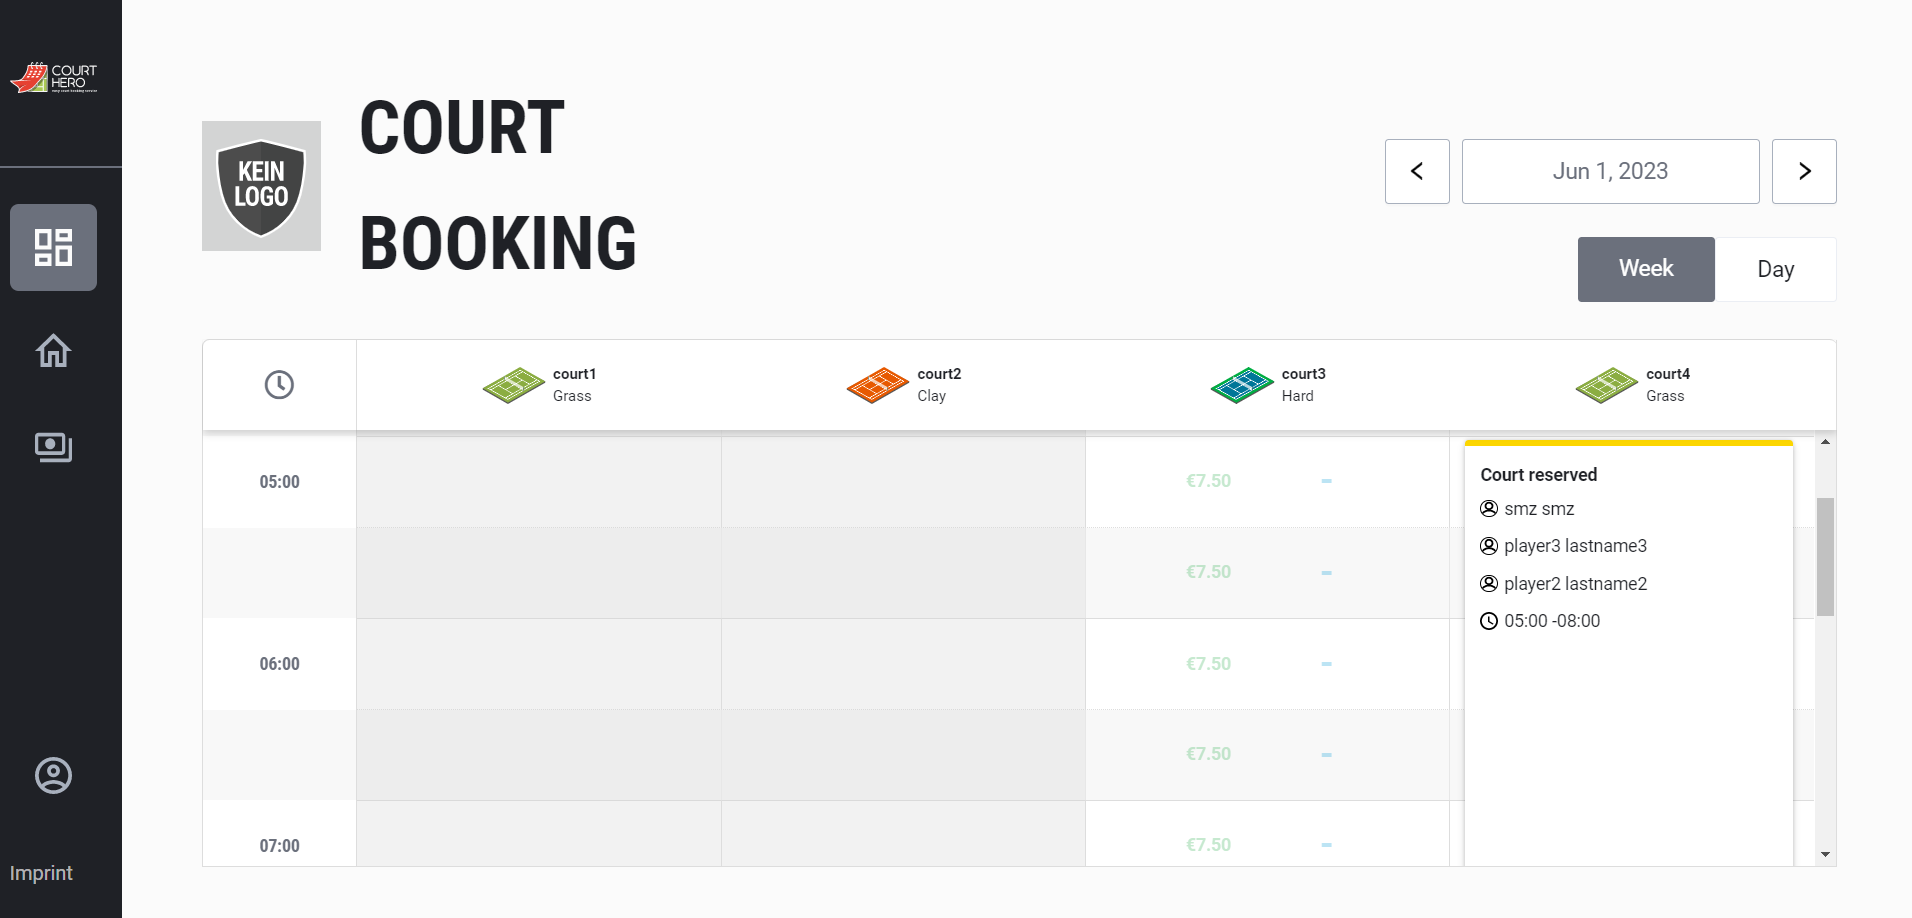 COURT
HERO
KEIN
LOGO
COURT
BOOKING
Jun 1, 2023
Week
Day
court1
Grass
court2
Clay
court3
Hard
court4
Grass
05:00
€7.50 -
€7.50 -
06:00
€7.50 -
€7.50 -
07:00
€7.50 -
Court reserved
smz smz
player3 lastname3
player2 lastname2
05:00 -08:00
Imprint